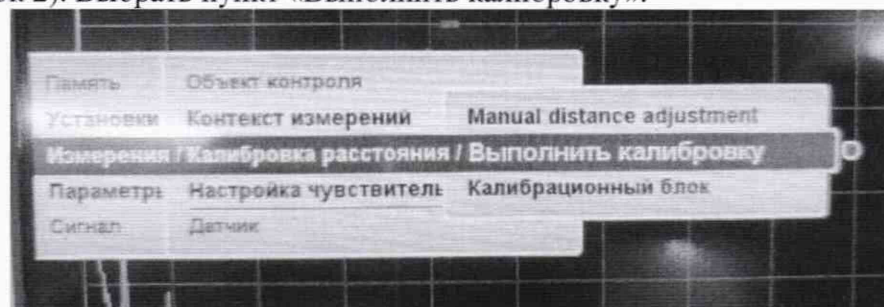 2). Выбрать пункт «Выполнить калибровку».
Память Объект контроля
Установки Контекст измерений Manual distance adjustment
Измерения / Калибровка расстояния / Выполнить калибровку
Параметры Настройка чувствитель Калибрационный блок
Сигнал Датчик